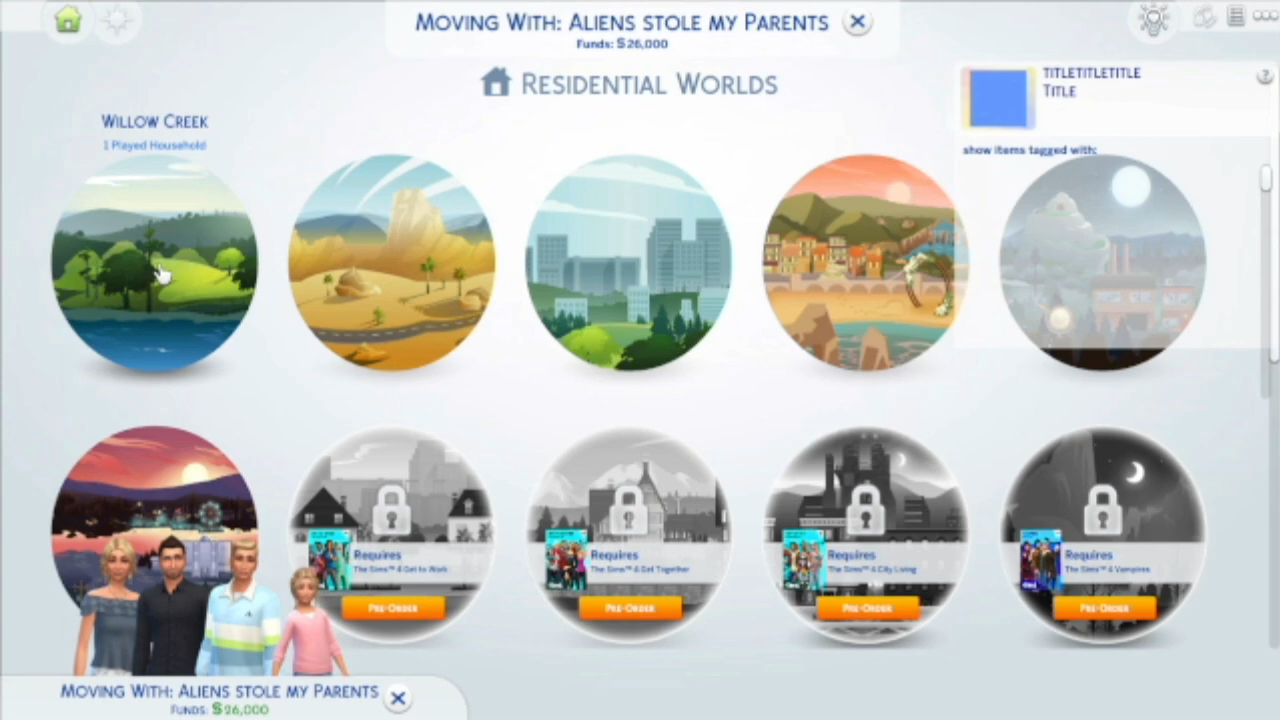 MOVING WITH: ALIENS STOLE MY PARENTS
Funds: §26,000
RESIDENTIAL WORLDS
TITLETITLETITLE
TITLE
?
show items tagged with:
WILLOW CREEK
1 Played Household
Requires
The Sims™ 4 Get to Work
PRE-ORDER
Requires
The Sims™ 4 Get Together
PRE-ORDER
Requires
The Sims™ 4 City Living
PRE-ORDER
Requires
The Sims™ 4 Vampires
PRE-ORDER
MOVING WITH: ALIENS STOLE MY PARENTS
FUNDS: §26,000